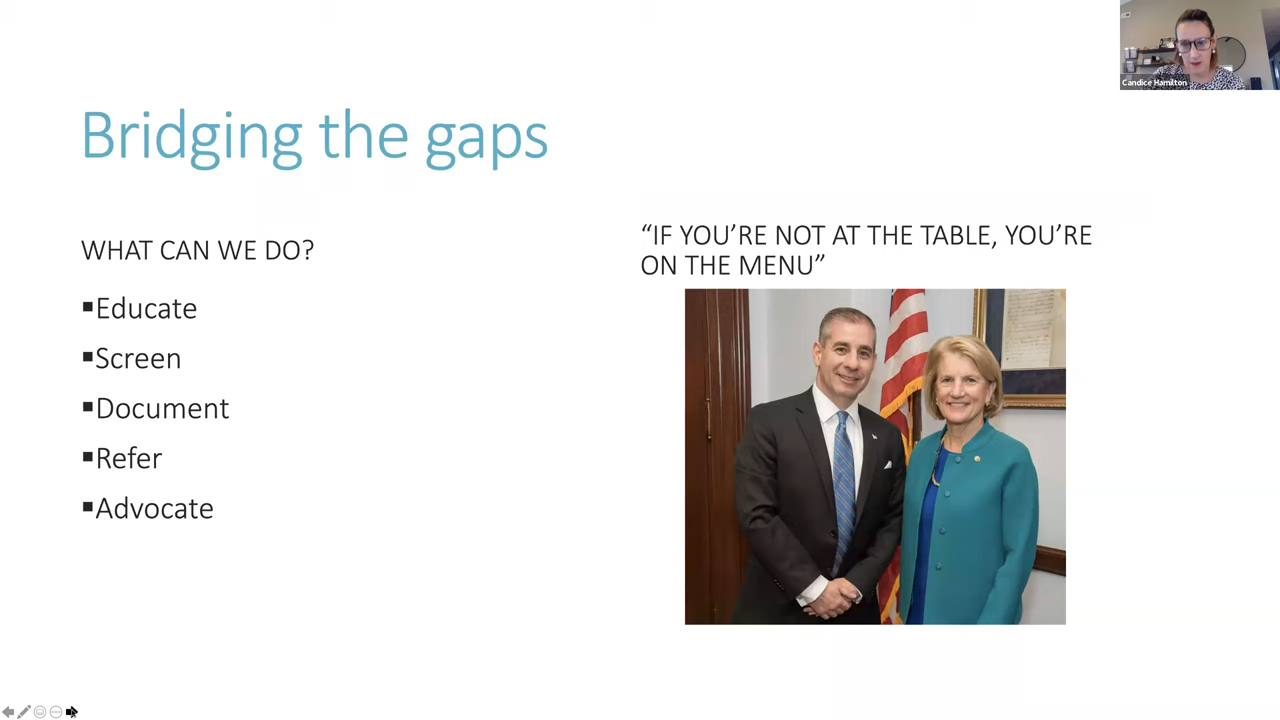 Candice Hamilton
Bridging the gaps
WHAT CAN WE DO?
▪Educate
▪Screen
▪Document
▪Refer
▪Advocate
“IF YOU’RE NOT AT THE TABLE, YOU’RE
ON THE MENU”